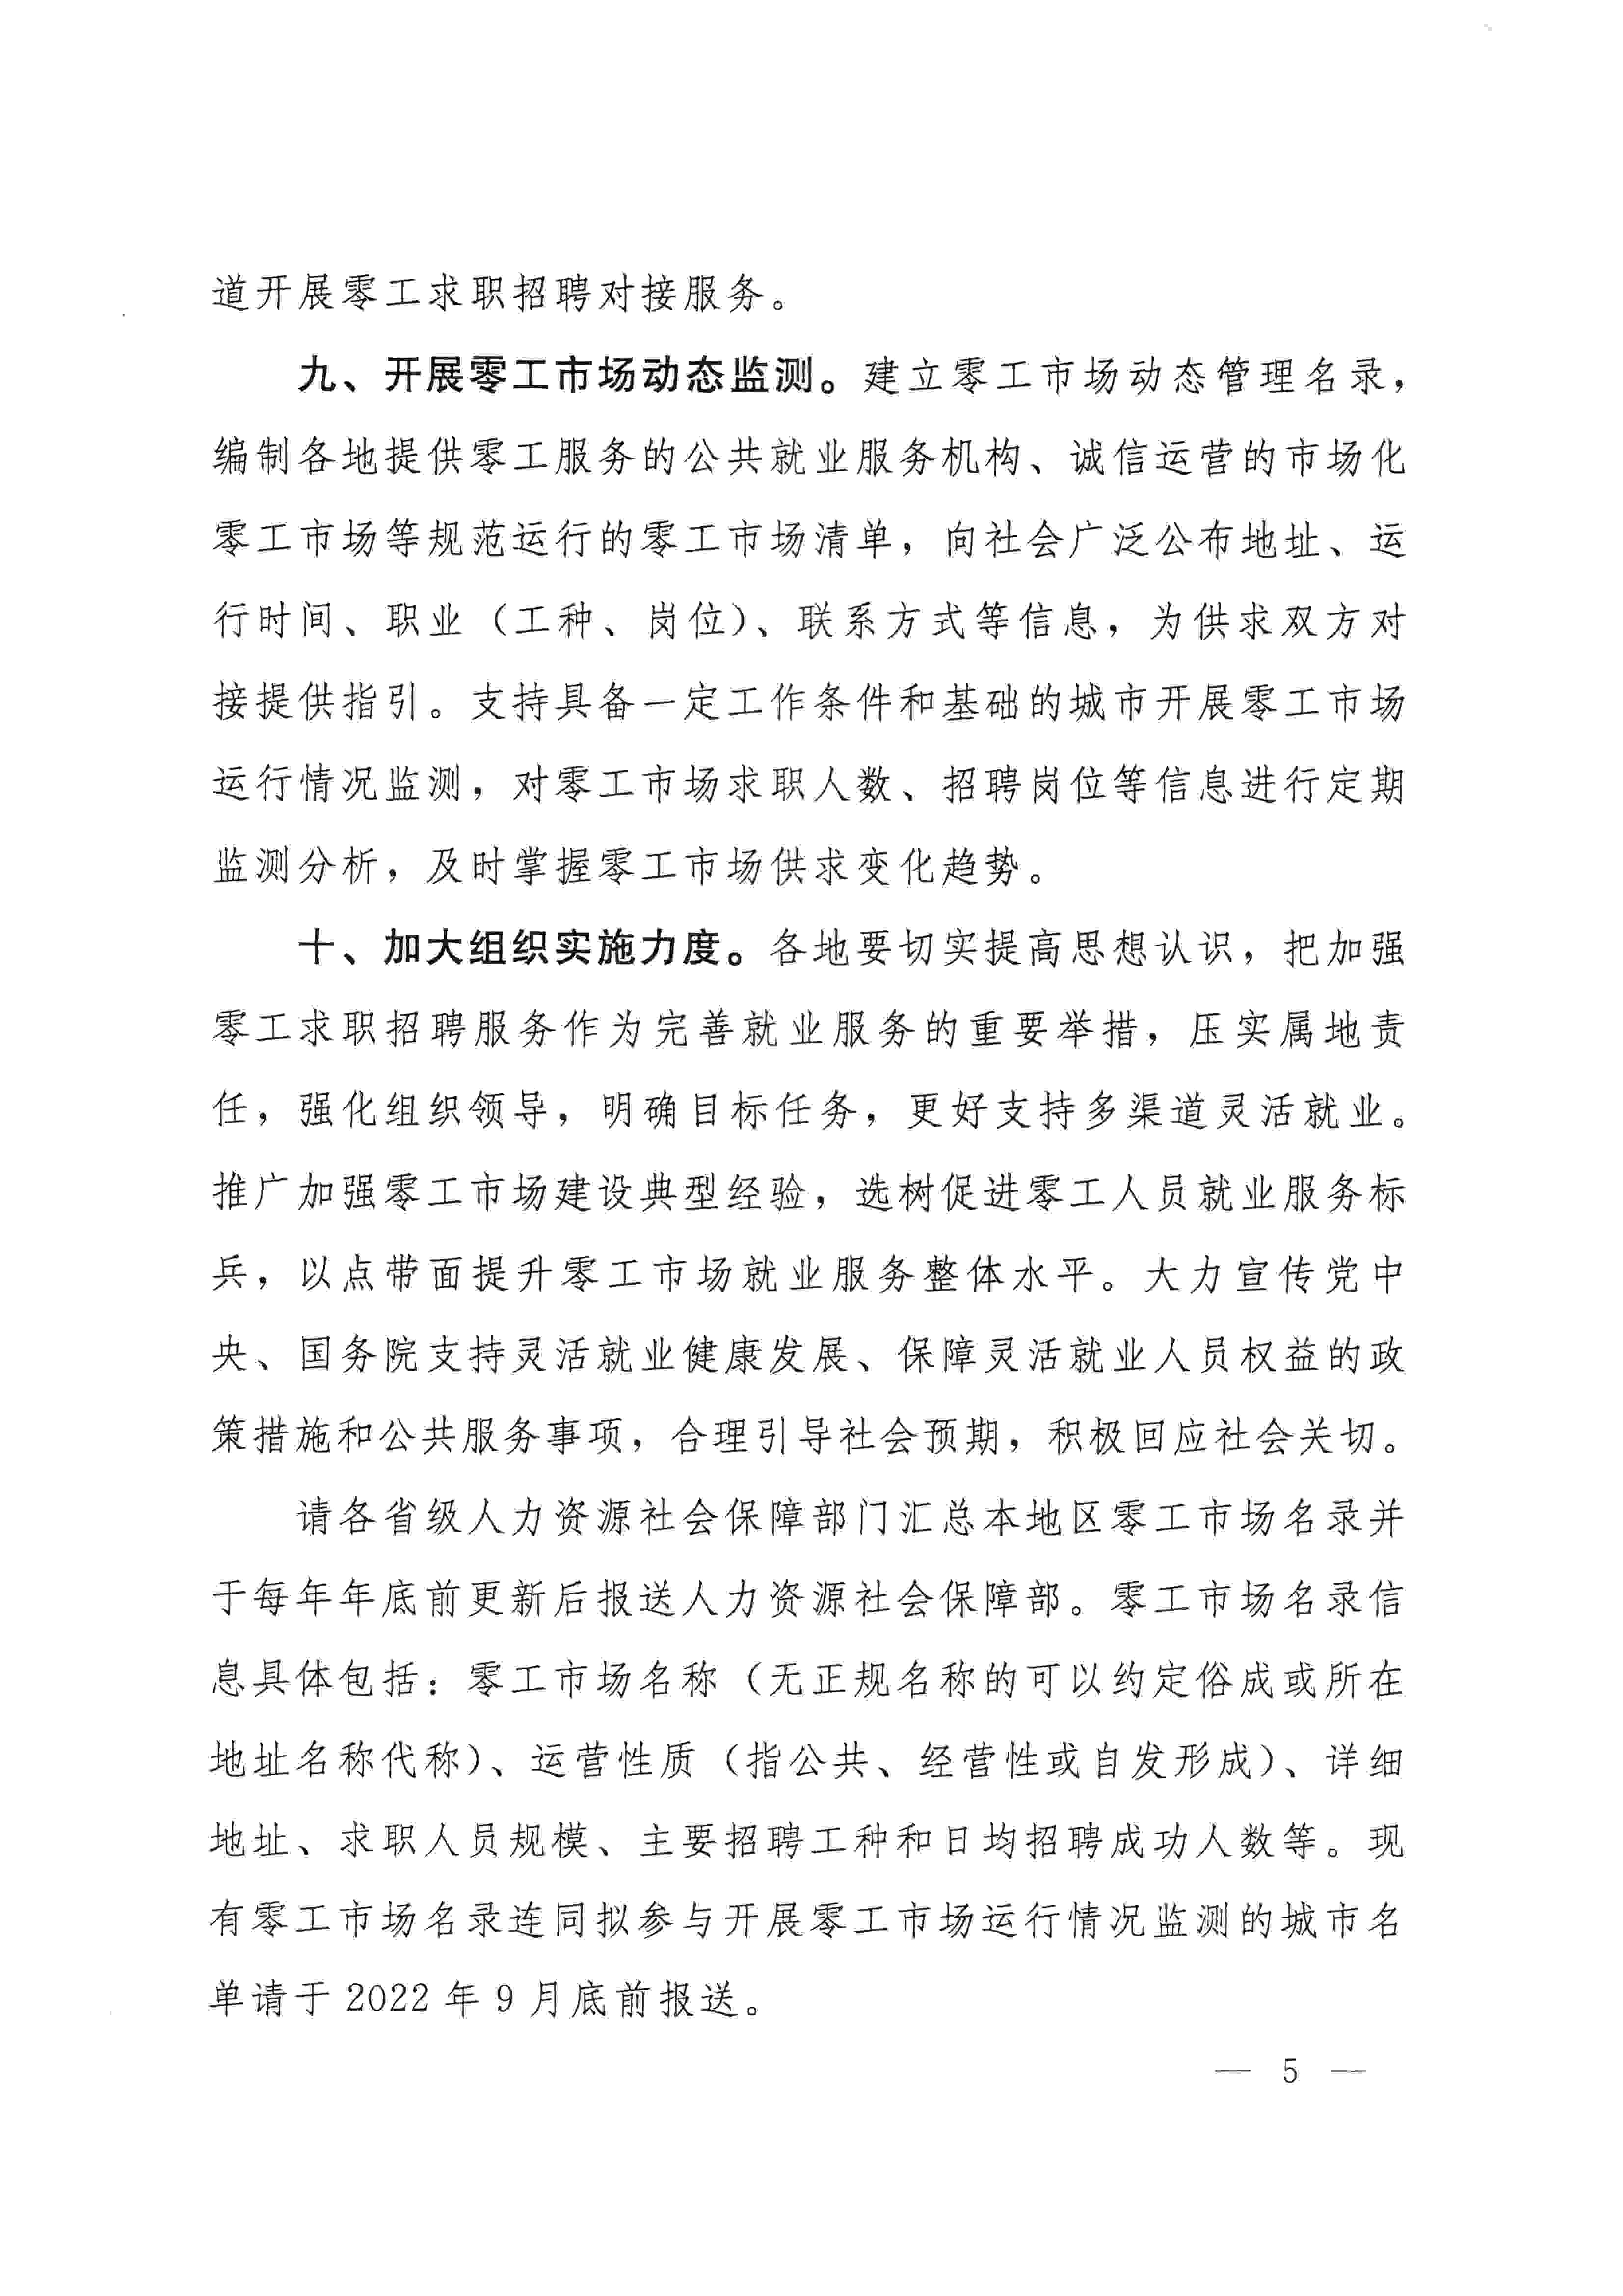 道开展零工求职招聘对接服务。
九、开展零工市场动态监测。建立零工市场动态管理名录，
编制各地提供零工服务的公共就业服务机构、诚信运营的市场化
零工市场等规范运行的零工市场清单，向社会广泛公布地址、运
行时间、职业（工种、岗位）、联系方式等信息，为供求双方对
接提供指引。支持具备一定工作条件和基础的城市开展零工市场
运行情况监测，对零工市场求职人数、招聘岗位等信息进行定期
监测分析，及时掌握零工市场供求变化趋势。
十、加大组织实施力度。各地要切实提高思想认识，把加强
零工求职招聘服务作为完善就业服务的重要举措，压实属地责
任，强化组织领导，明确目标任务，更好支持多渠道灵活就业。
推广加强零工市场建设典型经验，选树促进零工人员就业服务标
兵，以点带面提升零工市场就业服务整体水平。大力宣传党中
央、国务院支持灵活就业健康发展、保障灵活就业人员权益的政
策措施和公共服务事项，合理引导社会预期，积极回应社会关切。
请各省级人力资源社会保障部门汇总本地区零工市场名录并
于每年年底前更新后报送人力资源社会保障部。零工市场名录信
息具体包括：零工市场名称（无正规名称的可以约定俗成或所在
地址名称代称）、运营性质（指公共、经营性或自发形成）、详细
地址、求职人员规模、主要招聘工种和日均招聘成功人数等。现
有零工市场名录连同拟参与开展零工市场运行情况监测的城市名
单请于 2022 年 9 月底前报送。
— 5 —